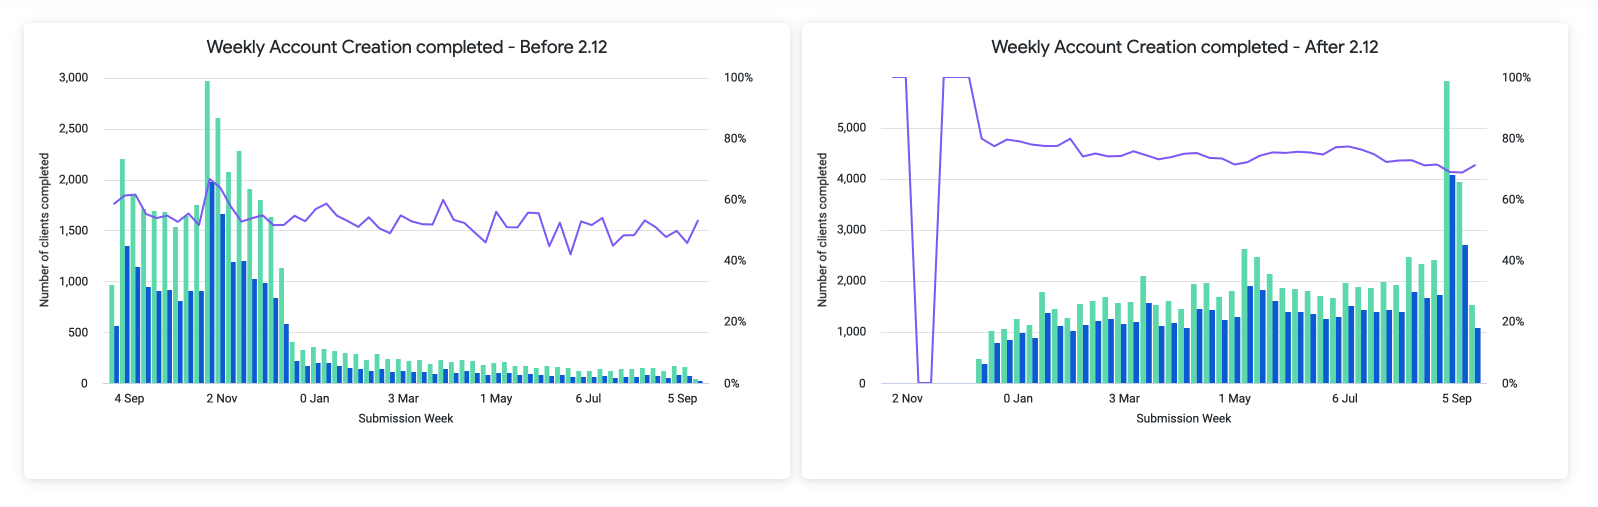 Weekly Account Creation completed - Before 2.12
3,000
2,500
2,000
1,500
1,000
500
0
100%
80%
60%
40%
20%
0%
Number of clients completed
4 Sep
2 Nov
0 Jan
3 Mar
1 May
6 Jul
5 Sep
Submission Week
Weekly Account Creation completed - After 2.12
5,000
4,000
3,000
2,000
1,000
0
100%
80%
60%
40%
20%
0%
Number of clients completed
2 Nov
0 Jan
3 Mar
1 May
6 Jul
5 Sep
Submission Week